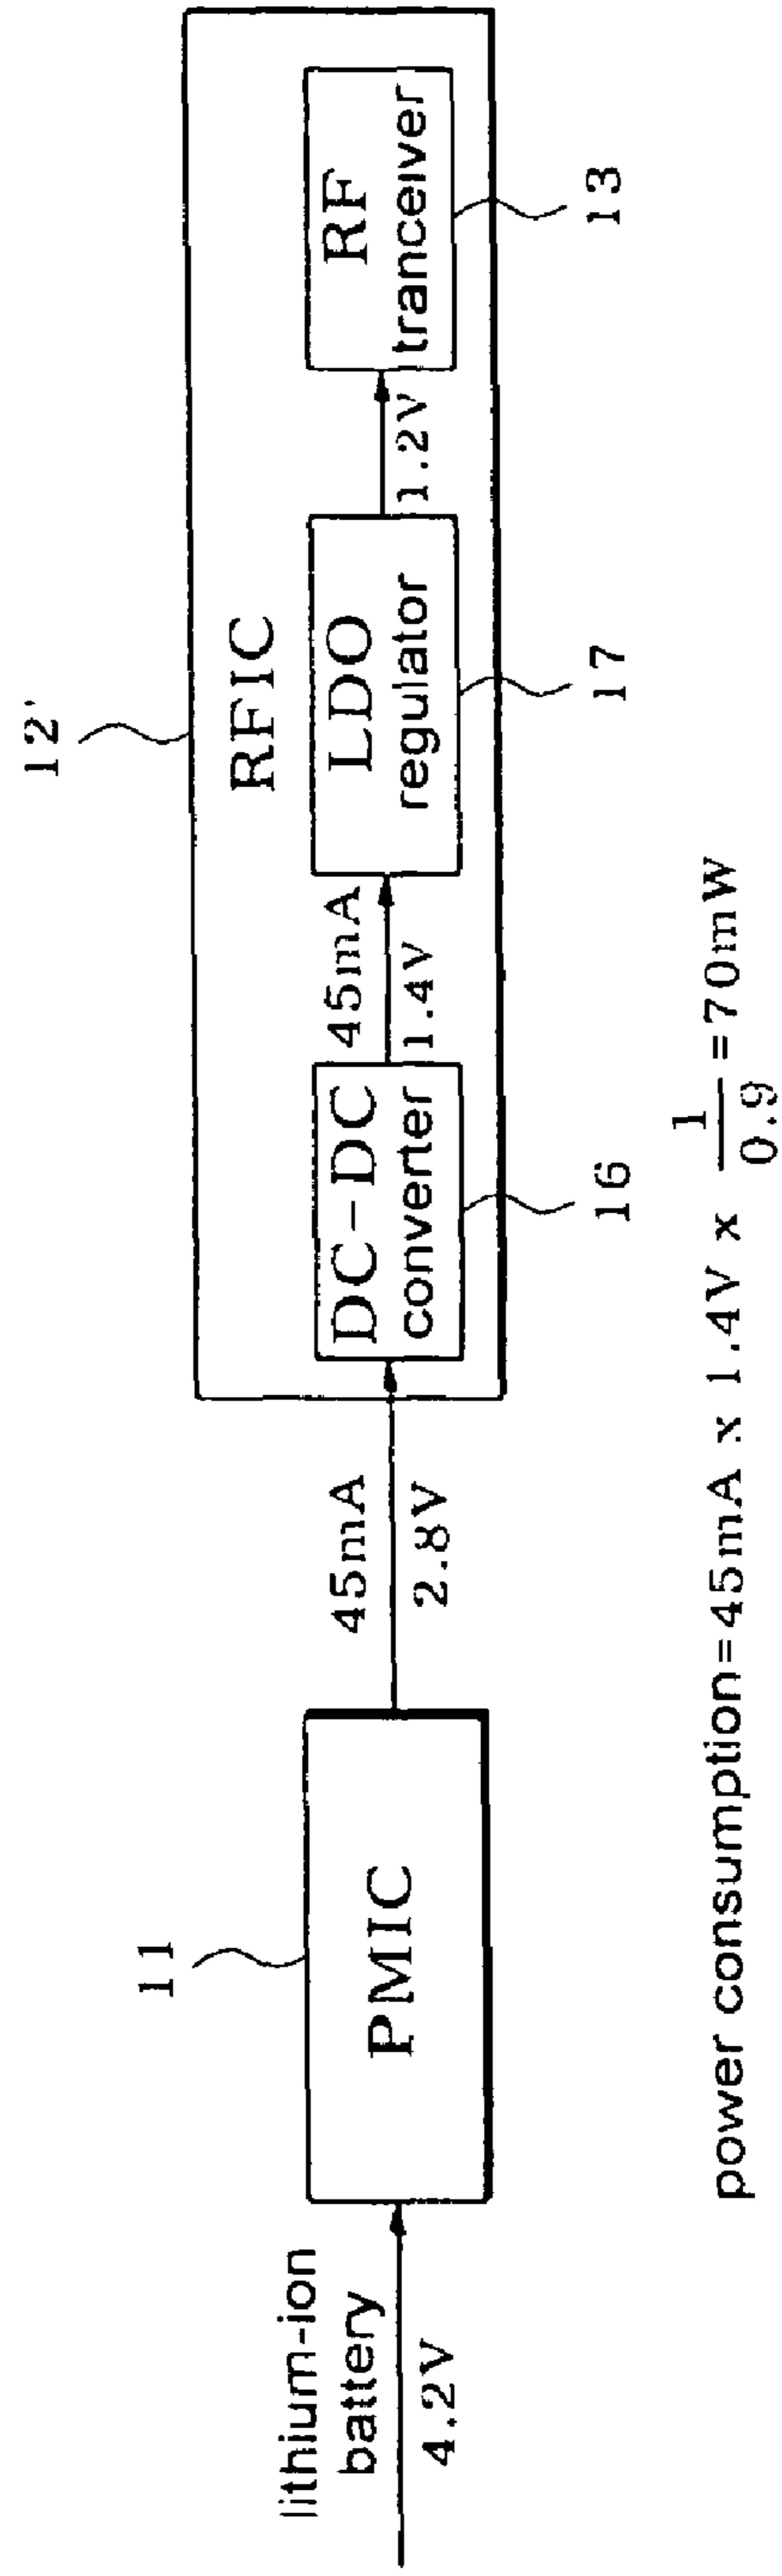 12'
RFIC
11
lithium-ion
battery
4.2V
PMIC
45mA
2.8V
DC-DC
converter
45mA
1.4V
LDO
regulator
1.2V
RF
tranceiver
16
17
13
power consumption=45mA x 1.4V x 1/0.9 =70mW